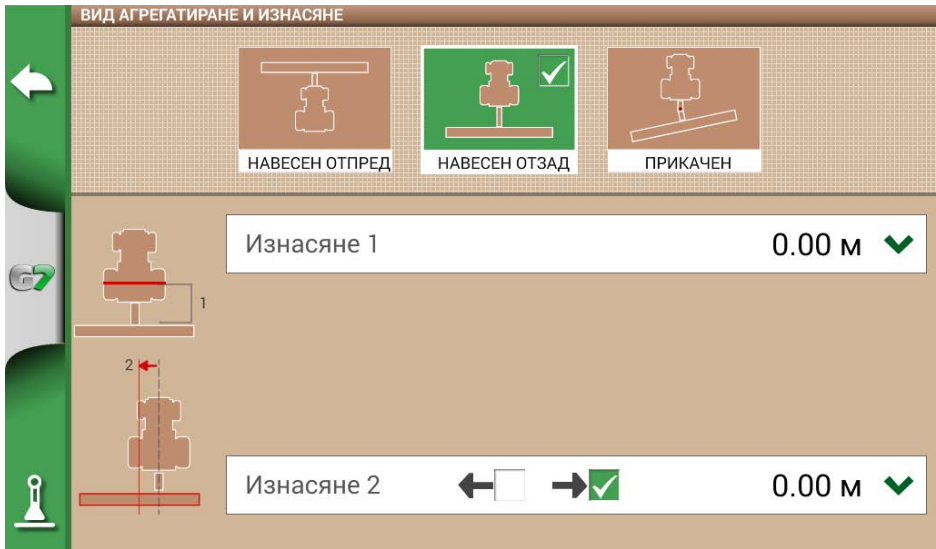 ВИД АГРЕГАТИРАНЕ И ИЗНАСЯНЕ
НАВЕСЕН ОТПРЕД
НАВЕСЕН ОТЗАД
ПРИКАЧЕН
Изнасяне 1
0.00 м
G7
1
2
Изнасяне 2
0.00 м